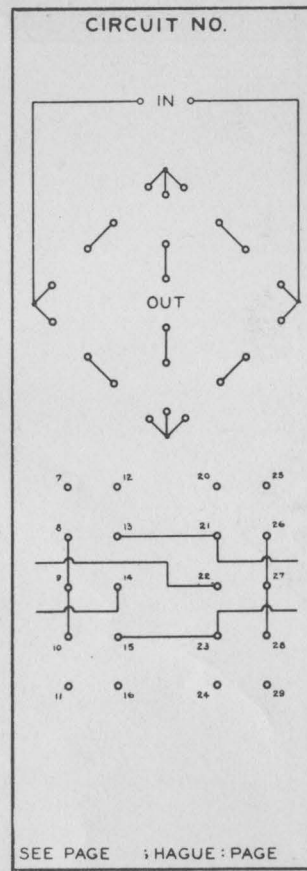 CIRCUIT NO.
IN
OUT
7 12 20 25
8 13 21 26
9 14 22 27
10 15 23 28
11 16 24 29
SEE PAGE ; HAGUE : PAGE